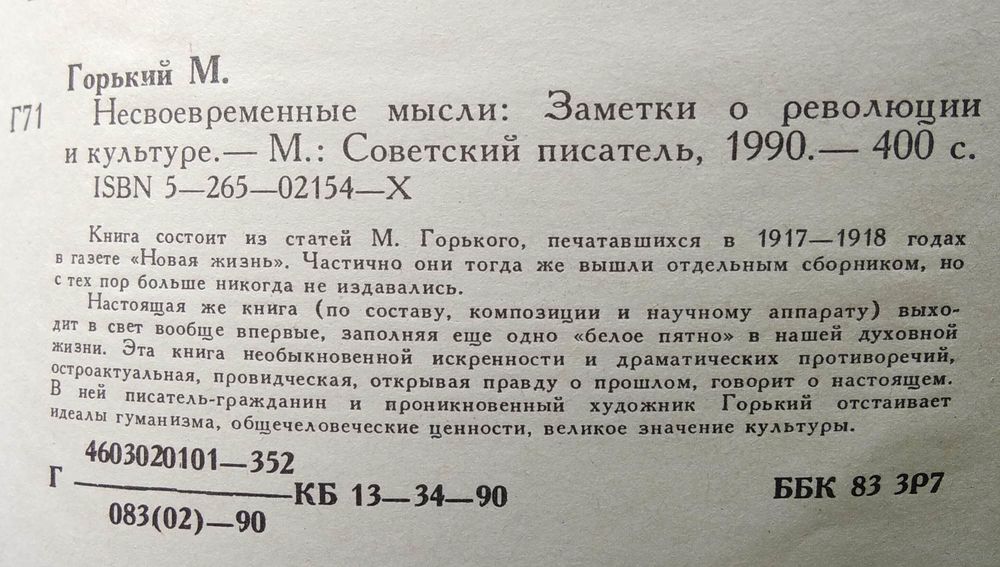 Горький М.
Г71 Несвоевременные мысли: Заметки о революции
и культуре.— М.: Советский писатель, 1990.— 400 с.
ISBN 5—265—02154—X
Книга состоит из статей М. Горького, печатавшихся в 1917—1918 годах
в газете «Новая жизнь». Частично они тогда же вышли отдельным сборником, но
с тех пор больше никогда не издавались.
Настоящая же книга (по составу, композиции и научному аппарату) выхо-
дит в свет вообще впервые, заполняя еще одно «белое пятно» в нашей духовной
жизни. Эта книга необыкновенной искренности и драматических противоречий,
остроактуальная, провидческая, открывая правду о прошлом, говорит о настоящем.
В ней писатель-гражданин и проникновенный художник Горький отстаивает
идеалы гуманизма, общечеловеческие ценности, великое значение культуры.
4603020101—352
Г КБ 13—34—90
083(02)—90
ББК 83 3Р7